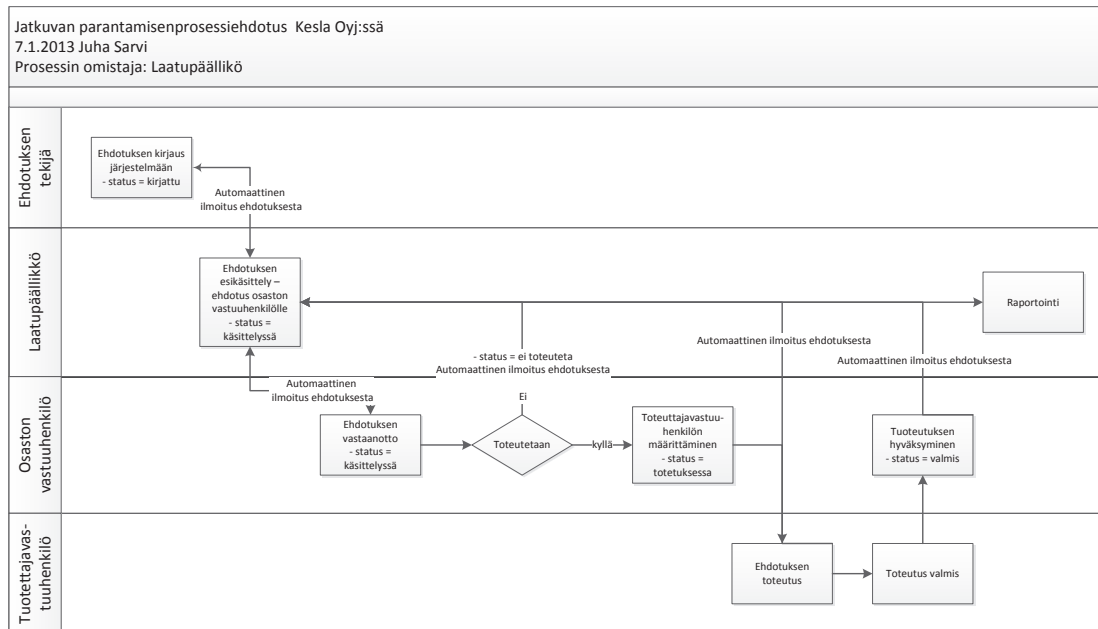 Jatkuvan parantamisenprosessiehdotus Kesla Oyj:ssä
7.1.2013 Juha Sarvi
Prosessin omistaja: Laatupäällikö
Ehdotuksen
tekijä
Ehdotuksen kirjaus
järjestelmään
- status = kirjattu
Automaattinen
ilmoitus ehdotuksesta
Laatupäällikkö
Ehdotuksen
esikäsittely –
ehdotus osaston
vastuuhenkilölle
- status =
käsittelyssä
Raportointi
- status = ei toteuteta
Automaattinen ilmoitus ehdotuksesta
Automaattinen ilmoitus ehdotuksesta
Automaattinen ilmoitus ehdotuksesta
Osaston
vastuuhenkilö
Automaattinen
ilmoitus ehdotuksesta
Ehdotuksen
vastaanotto
- status =
käsittelyssä
Ei
Toteutetaan
kyllä
Toteuttajavastuu-
henkilön
määrittäminen
- status =
totetuksessa
Tuoteutuksen
hyväksyminen
- status = valmis
Tuotettajavas-
tuuhenkilö
Ehdotuksen
toteutus
Toteutus valmis